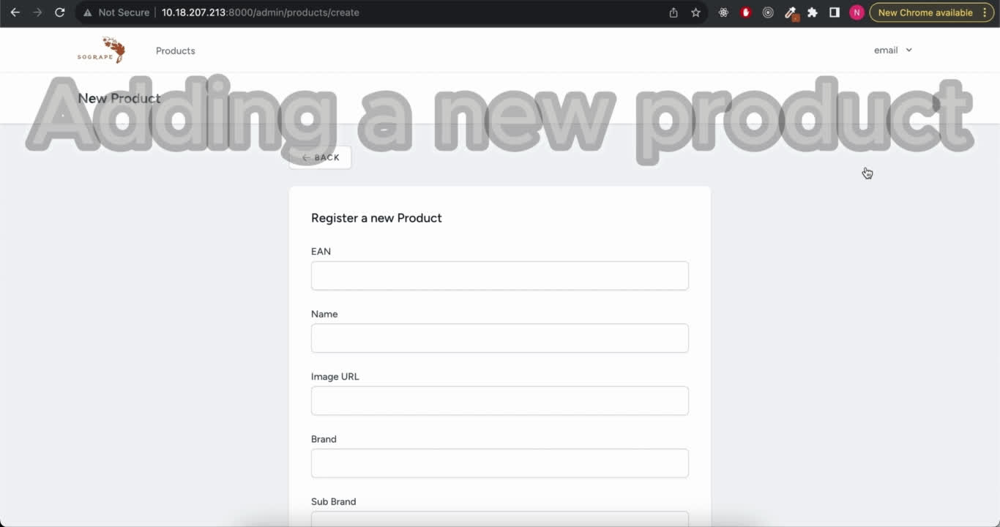 Not Secure 10.18.207.213:8000/admin/products/create N New Chrome available
SOGRAPE Products email
Adding a new product
New Product
BACK
Register a new Product
EAN
Name
Image URL
Brand
Sub Brand